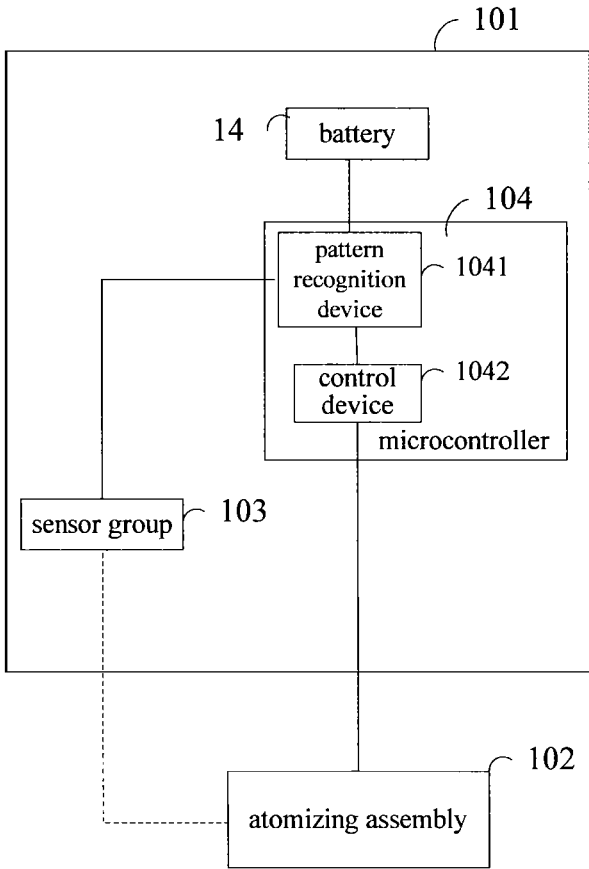 101
14
battery
104
pattern
recognition
device
1041
control
device
1042
microcontroller
sensor group
103
102
atomizing assembly